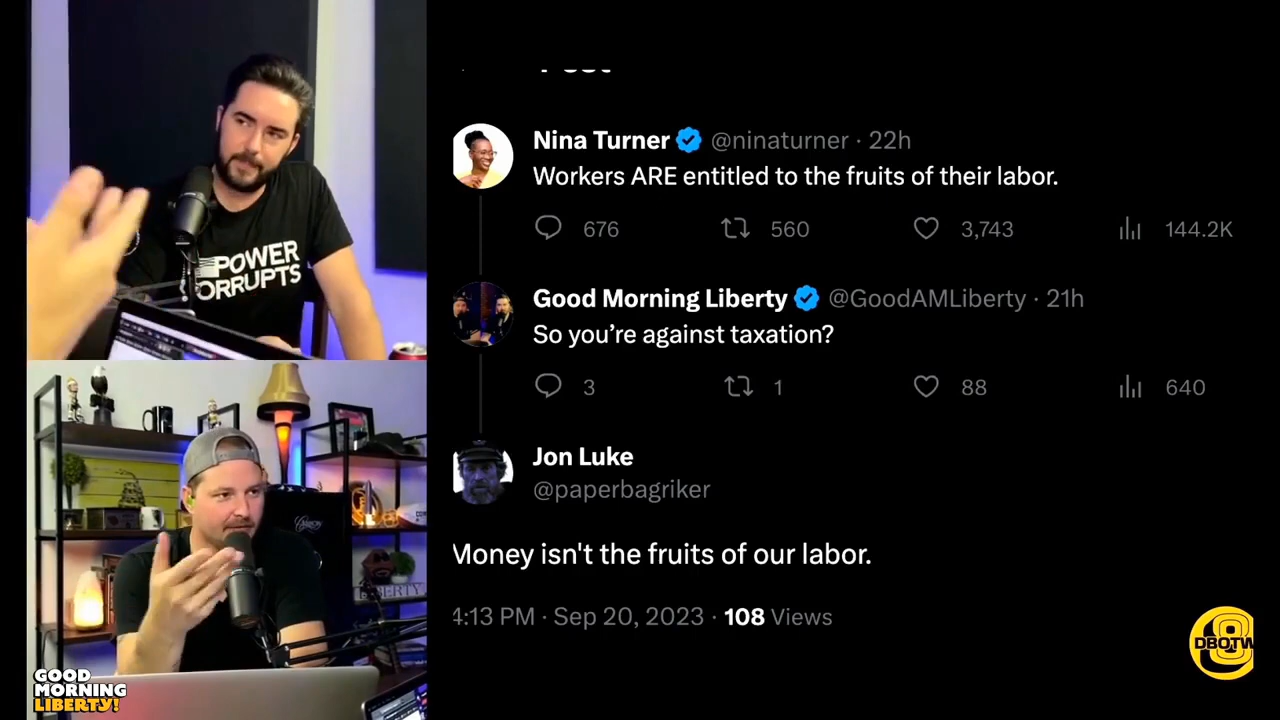 POWER
CORRUPTS
GOOD
MORNING
LIBERTY!
Nina Turner @ninaturner · 22h
Workers ARE entitled to the fruits of their labor.
676 560 3,743 144.2K
Good Morning Liberty @GoodAMLiberty · 21h
So you’re against taxation?
3 1 88 640
Jon Luke
@paperbagriker
Money isn't the fruits of our labor.
4:13 PM · Sep 20, 2023 · 108 Views
8
DBOTW